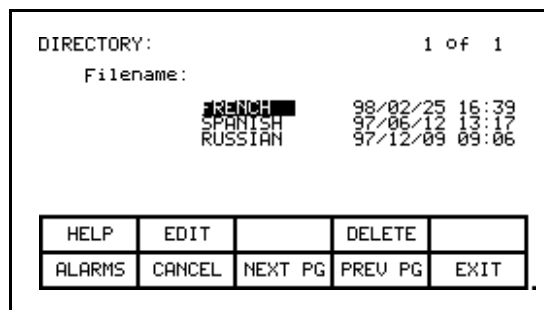 DIRECTORY: 1 of 1
Filename:
FRENCH 98/02/25 16:39
SPANISH 97/06/12 13:17
RUSSIAN 97/12/09 09:06
HELP EDIT DELETE
ALARMS CANCEL NEXT PG PREV PG EXIT
.